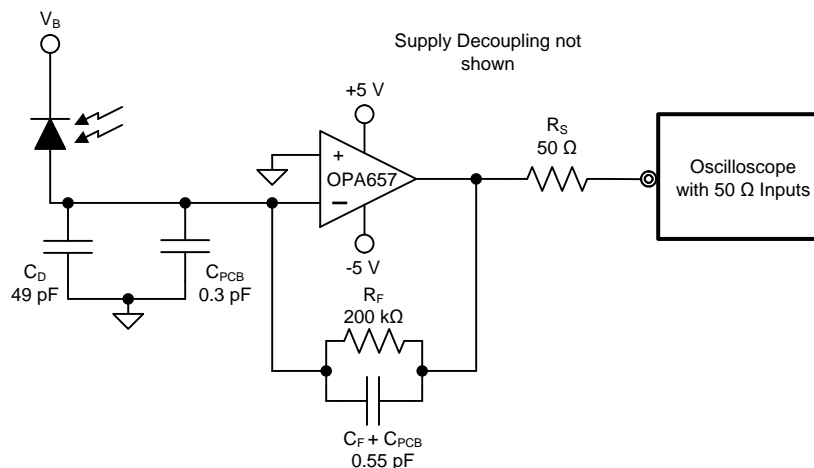 V_B
Supply Decoupling not
shown
+5 V
R_S
50 Ω
+
OPA657
−
Oscilloscope
with 50 Ω Inputs
-5 V
C_D
49 pF
C_PCB
0.3 pF
R_F
200 kΩ
C_F + C_PCB
0.55 pF